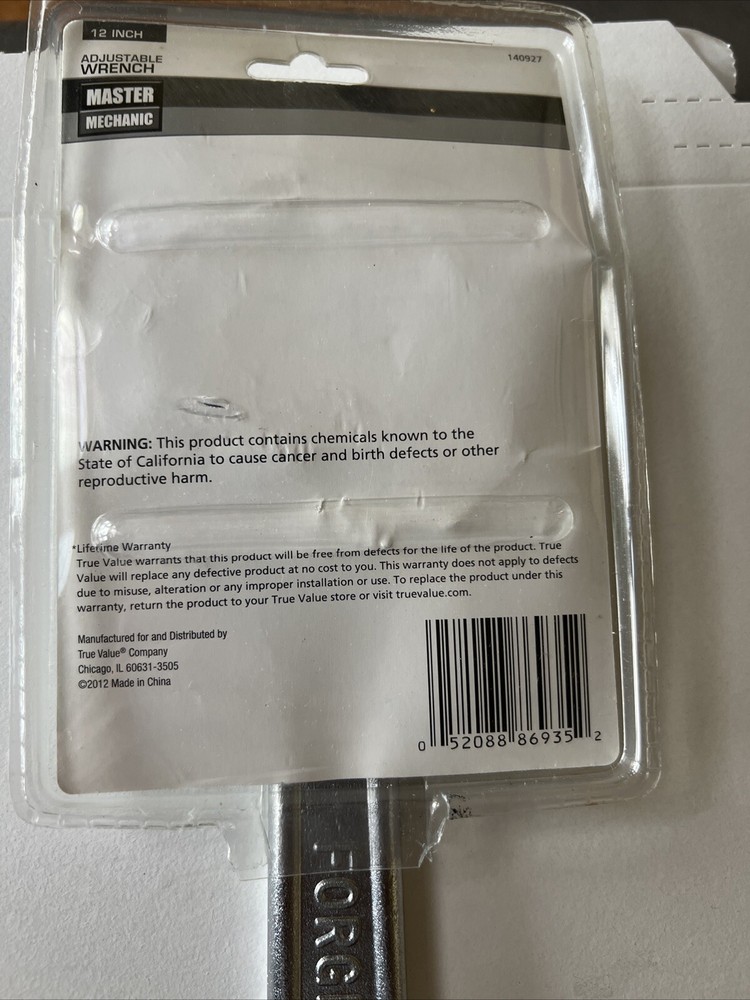 12 INCH
ADJUSTABLE
WRENCH
140927
MASTER
MECHANIC
WARNING: This product contains chemicals known to the
State of California to cause cancer and birth defects or other
reproductive harm.
*Lifetime Warranty
True Value warrants that this product will be free from defects for the life of the product. True
Value will replace any defective product at no cost to you. This warranty does not apply to defects
due to misuse, alteration or any improper installation or use. To replace the product under this
warranty, return the product to your True Value store or visit truevalue.com.
Manufactured for and Distributed by
True Value® Company
Chicago, IL 60631-3505
©2012 Made in China
0 52088 86935 2
FORG